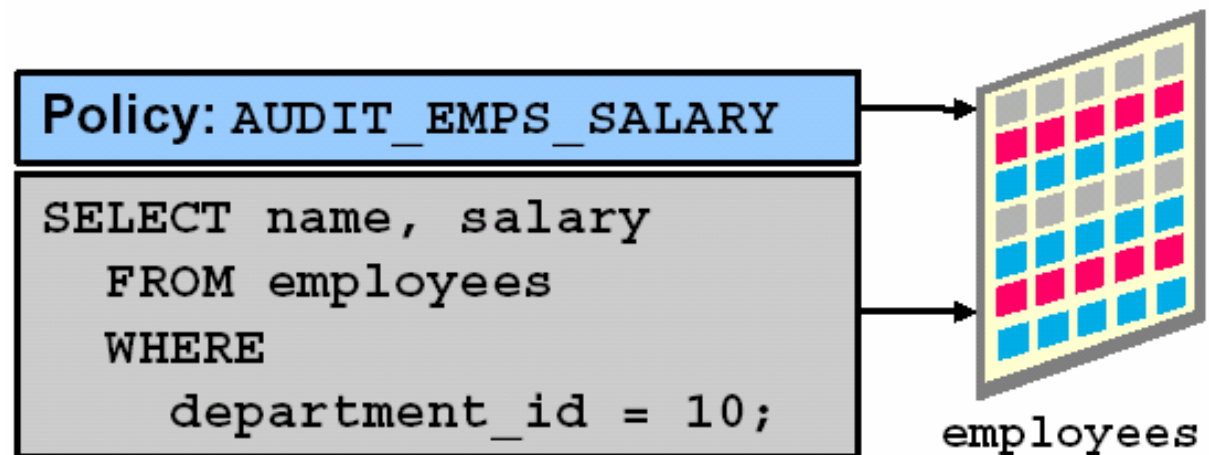 Policy: AUDIT_EMPS_SALARY
SELECT name, salary
FROM employees
WHERE
department_id = 10;
employees